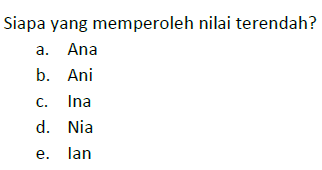 Siapa yang memperoleh nilai terendah?
a. Ana
b. Ani
c. Ina
d. Nia
e. Ian